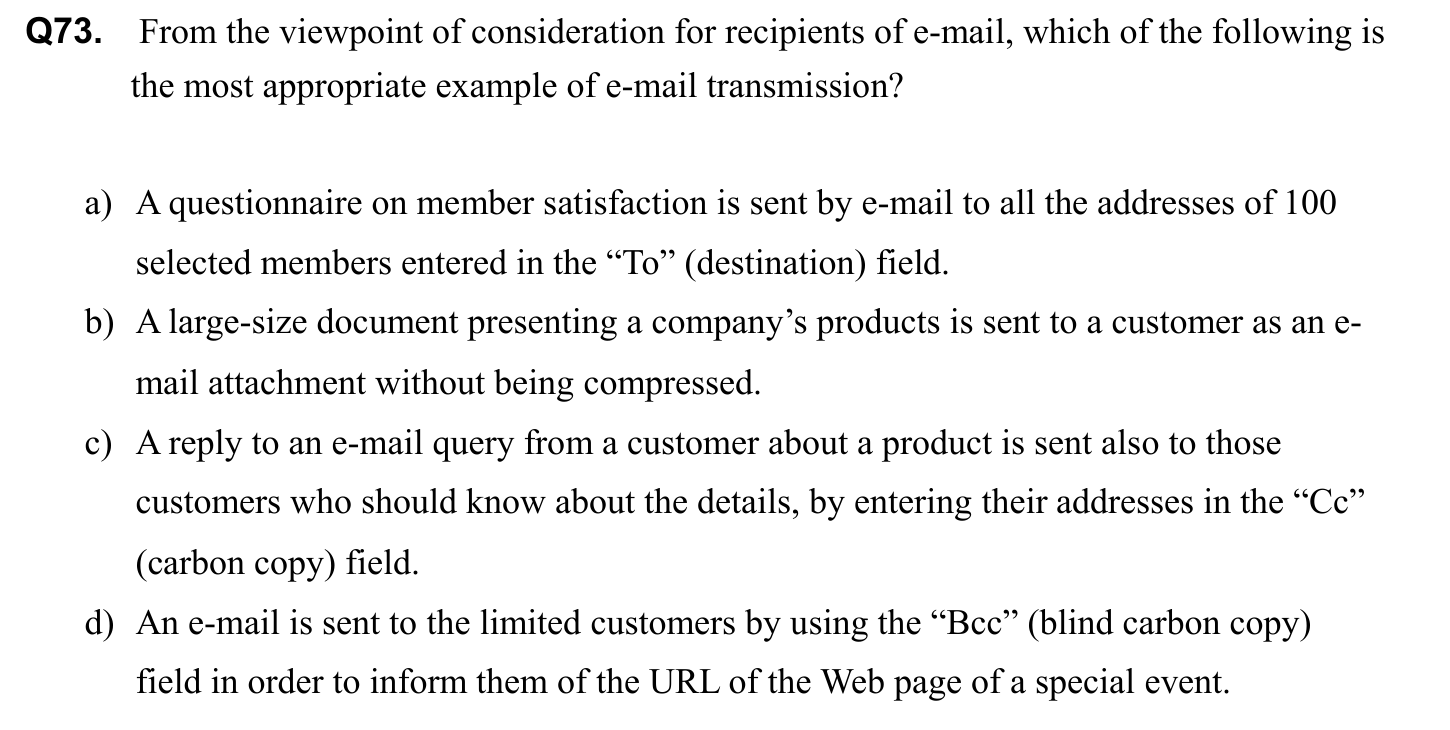 Q73. From the viewpoint of consideration for recipients of e-mail, which of the following is
the most appropriate example of e-mail transmission?
a) A questionnaire on member satisfaction is sent by e-mail to all the addresses of 100
selected members entered in the “To” (destination) field.
b) A large-size document presenting a company’s products is sent to a customer as an e-
mail attachment without being compressed.
c) A reply to an e-mail query from a customer about a product is sent also to those
customers who should know about the details, by entering their addresses in the “Cc”
(carbon copy) field.
d) An e-mail is sent to the limited customers by using the “Bcc” (blind carbon copy)
field in order to inform them of the URL of the Web page of a special event.